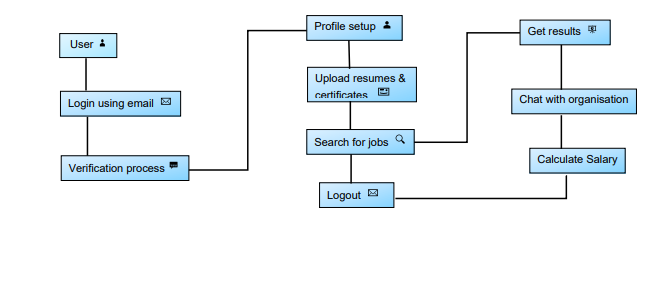 User
Login using email
Verification process
Profile setup
Upload resumes &
certificates
Search for jobs
Logout
Get results
Chat with organisation
Calculate Salary